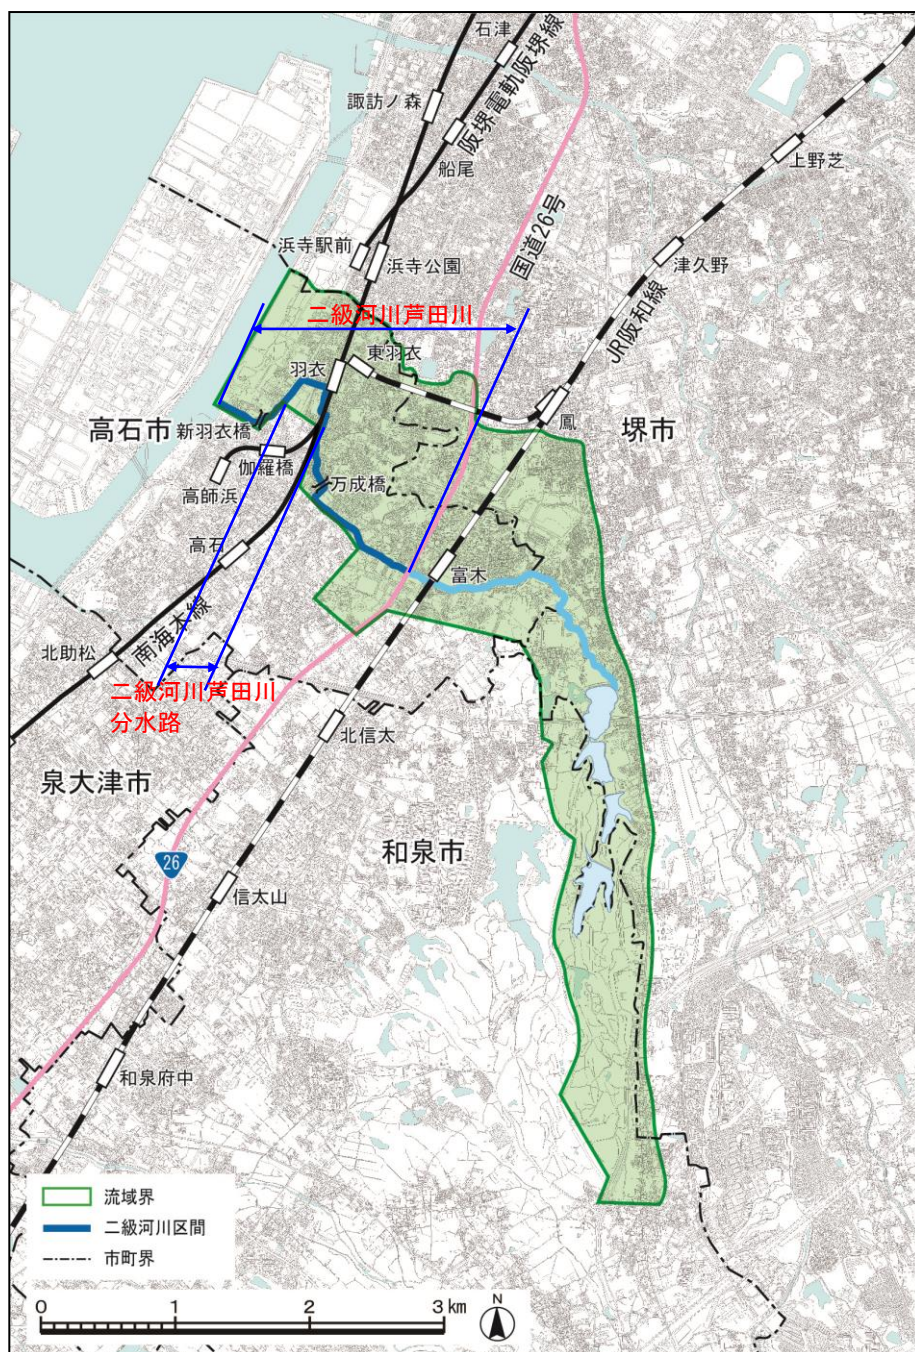 石津
阪堺電軌阪堺線
諏訪ノ森
船尾
上野芝
国道26号
浜寺駅前
浜寺公園
津久野
JR阪和線
二級河川芦田川
東羽衣
羽衣
鳳
高石市
新羽衣橋
堺市
伽羅橋
高師浜
万成橋
高石
富木
南海本線
北助松
二級河川芦田川
分水路
北信太
泉大津市
和泉市
26
信太山
和泉府中
流域界
二級河川区間
市町界
0 1 2 3 km
N